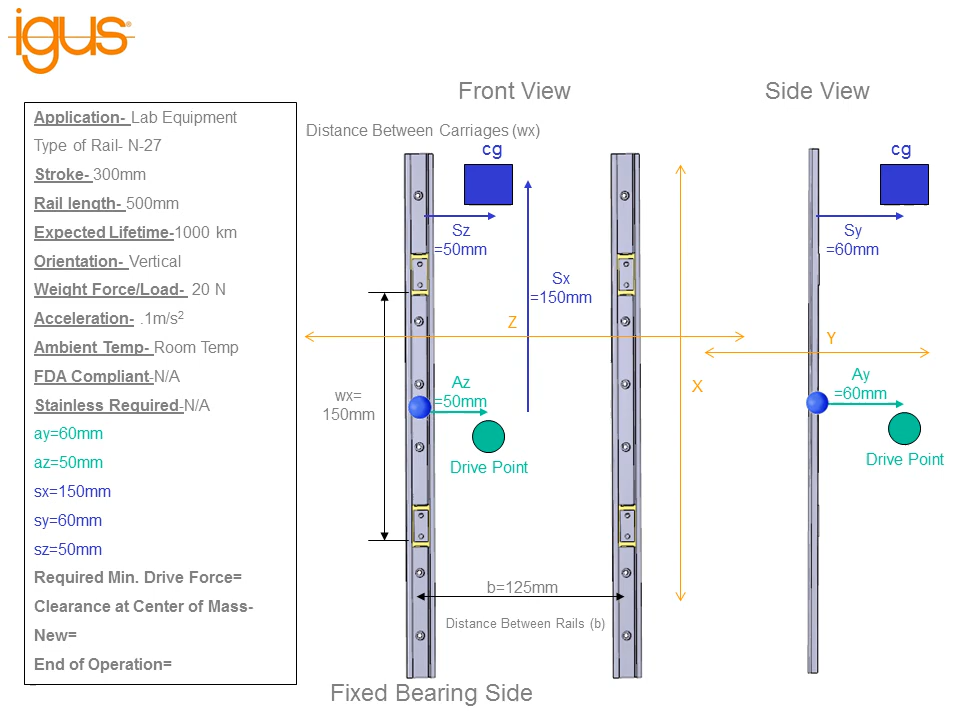 igus®
Front View
Side View
Application- Lab Equipment
Type of Rail- N-27
Stroke- 300mm
Rail length- 500mm
Expected Lifetime-1000 km
Orientation- Vertical
Weight Force/Load- 20 N
Acceleration- .1m/s²
Ambient Temp- Room Temp
FDA Compliant-N/A
Stainless Required-N/A
ay=60mm
az=50mm
sx=150mm
sy=60mm
sz=50mm
Required Min. Drive Force=
Clearance at Center of Mass-
New=
End of Operation=
Distance Between Carriages (wx)
cg
Sz
=50mm
Sx
=150mm
Z
X
wx=
150mm
Az
=50mm
Drive Point
b=125mm
Distance Between Rails (b)
Fixed Bearing Side
cg
Sy
=60mm
Y
Ay
=60mm
Drive Point